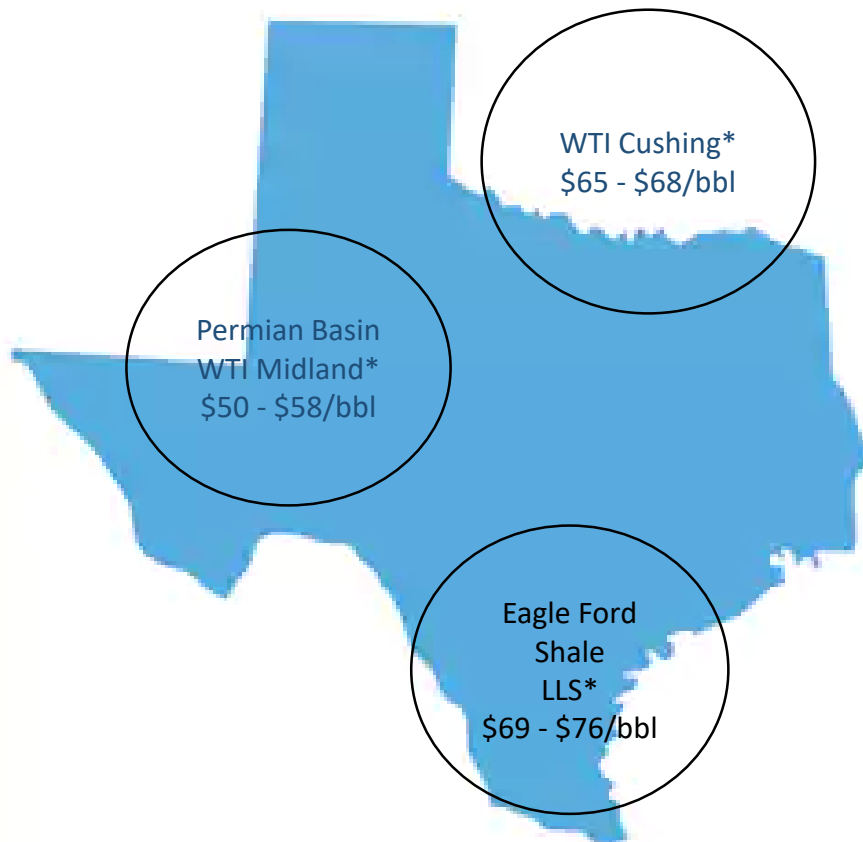 WTI Cushing*
$65 - $68/bbl
Permian Basin
WTI Midland*
$50 - $58/bbl
Eagle Ford
Shale
LLS*
$69 - $76/bbl